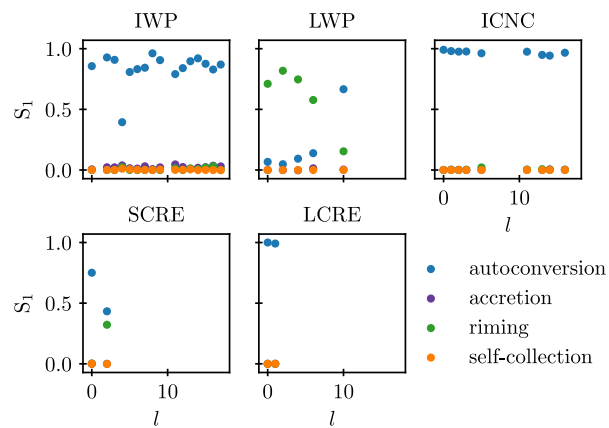 IWP
LWP
ICNC
S1
1.0
0.5
0.0
10
l
SCRE
LCRE
S1
1.0
0.5
0.0
0
10
l
0
10
l
autoconversion
accretion
riming
self-collection